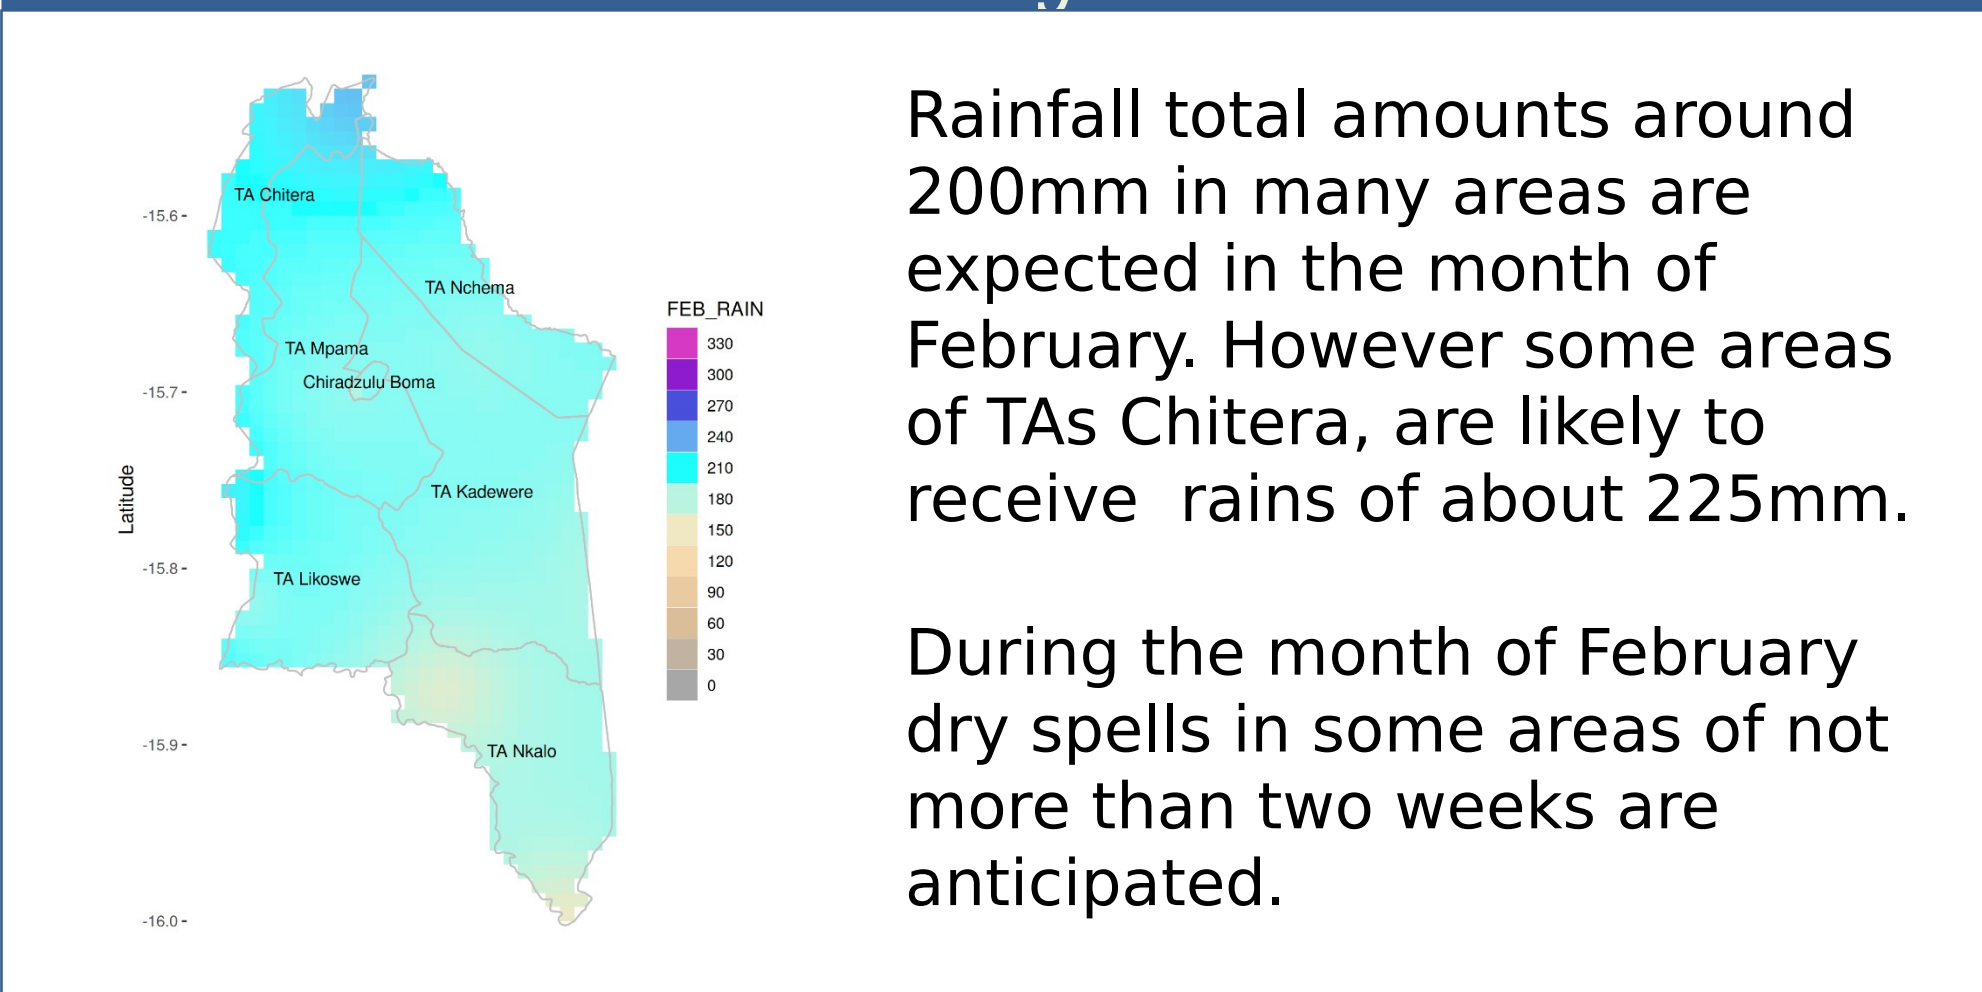 Rainfall total amounts around
200mm in many areas are
expected in the month of
February. However some areas
of TAs Chitera, are likely to
receive  rains of about 225mm.
During the month of February
dry spells in some areas of not
more than two weeks are
anticipated.
TA Chitera
TA Nchema
TA Mpama
Chiradzulu Boma
TA Kadewere
TA Likoswe
TA Nkalo
Latitude
-15.6
-15.7
-15.8
-15.9
-16.0
FEB_RAIN
330
300
270
240
210
180
150
120
90
60
30
0